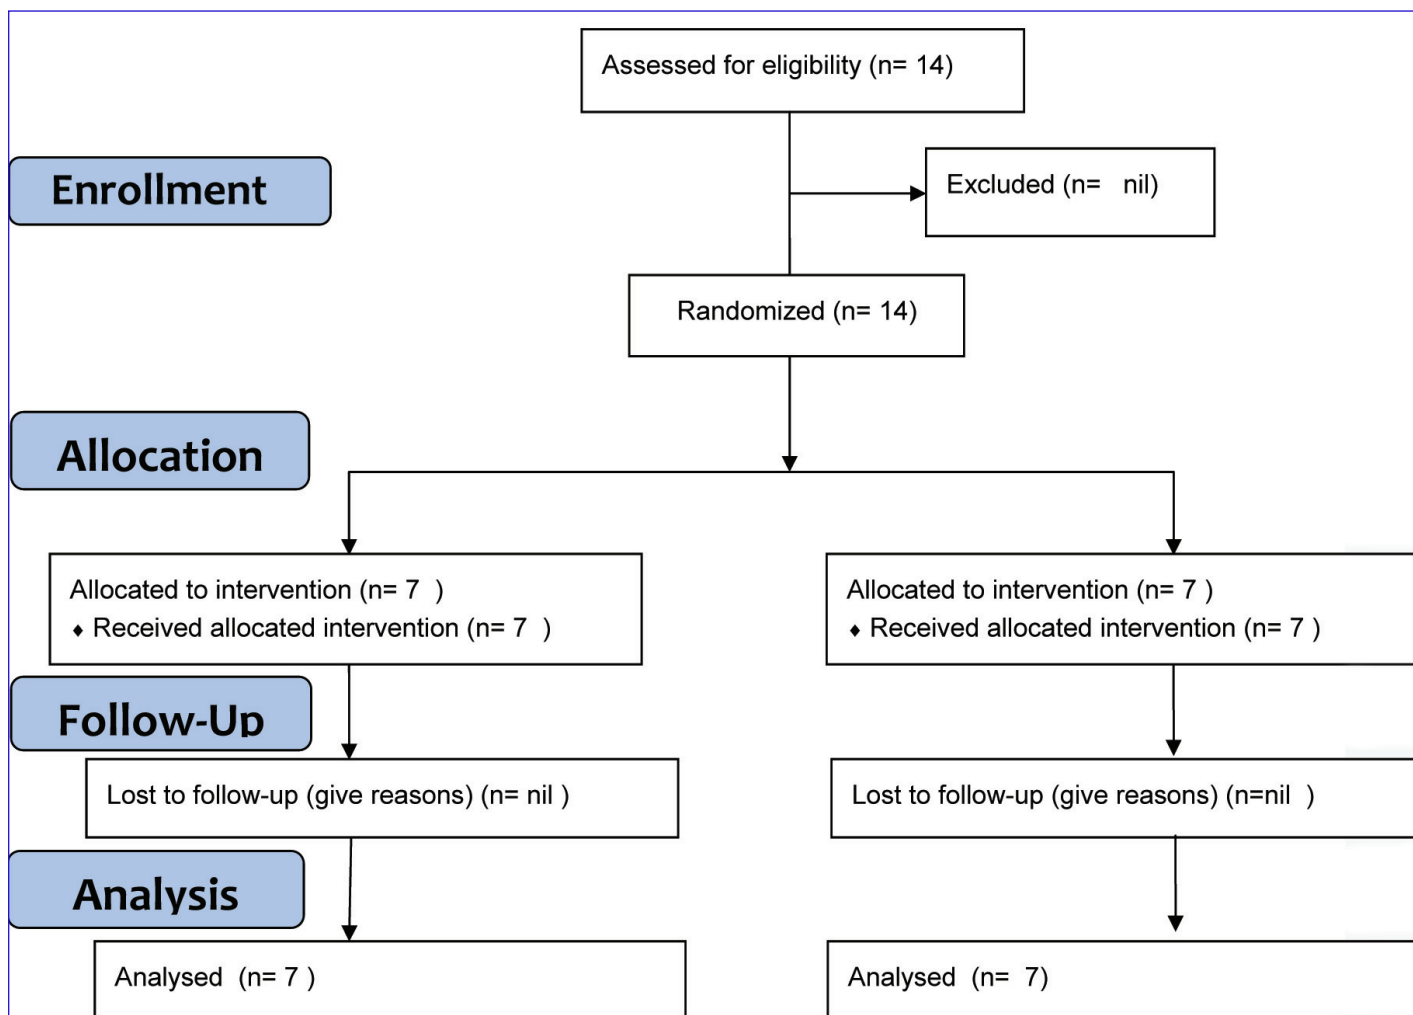 Assessed for eligibility (n= 14)
Enrollment
Excluded (n= nil)
Randomized (n= 14)
Allocation
Allocated to intervention (n= 7 )
♦ Received allocated intervention (n= 7 )
Allocated to intervention (n= 7 )
♦ Received allocated intervention (n= 7 )
Follow-Up
Lost to follow-up (give reasons) (n= nil )
Lost to follow-up (give reasons) (n=nil )
Analysis
Analysed (n= 7 )
Analysed (n= 7)